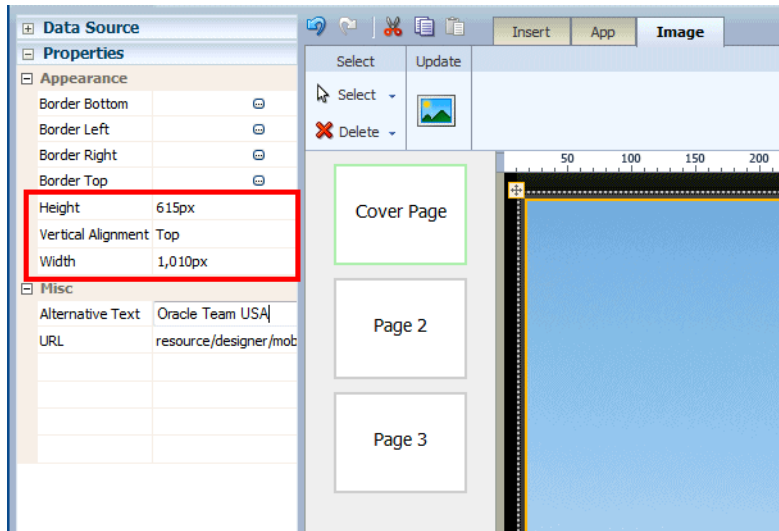 Data Source
Properties
Appearance
Border Bottom
Border Left
Border Right
Border Top
Height 615px
Vertical Alignment Top
Width 1,010px
Misc
Alternative Text Oracle Team USA
URL resource/designer/mob
Insert App Image
Select Update
Select
Delete
Cover Page
Page 2
Page 3
50 100 150 200